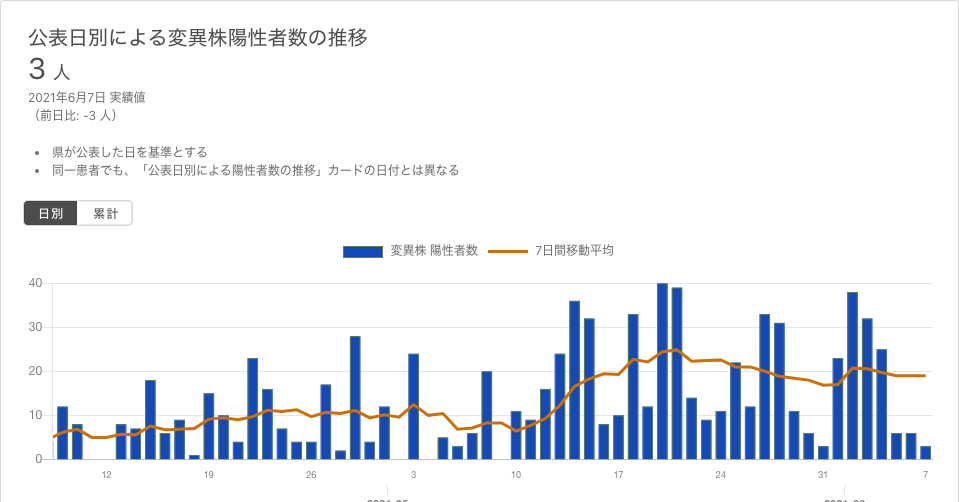 公表日別による変異株陽性者数の推移
3 人
2021年6月7日 実績値
（前日比: -3 人）
• 県が公表した日を基準とする
• 同一患者でも、「公表日別による陽性者数の推移」カードの日付とは異なる
日別 累計
変異株 陽性者数 7日間移動平均
40
30
20
10
0
12 19 26 3 10 17 24 31 7